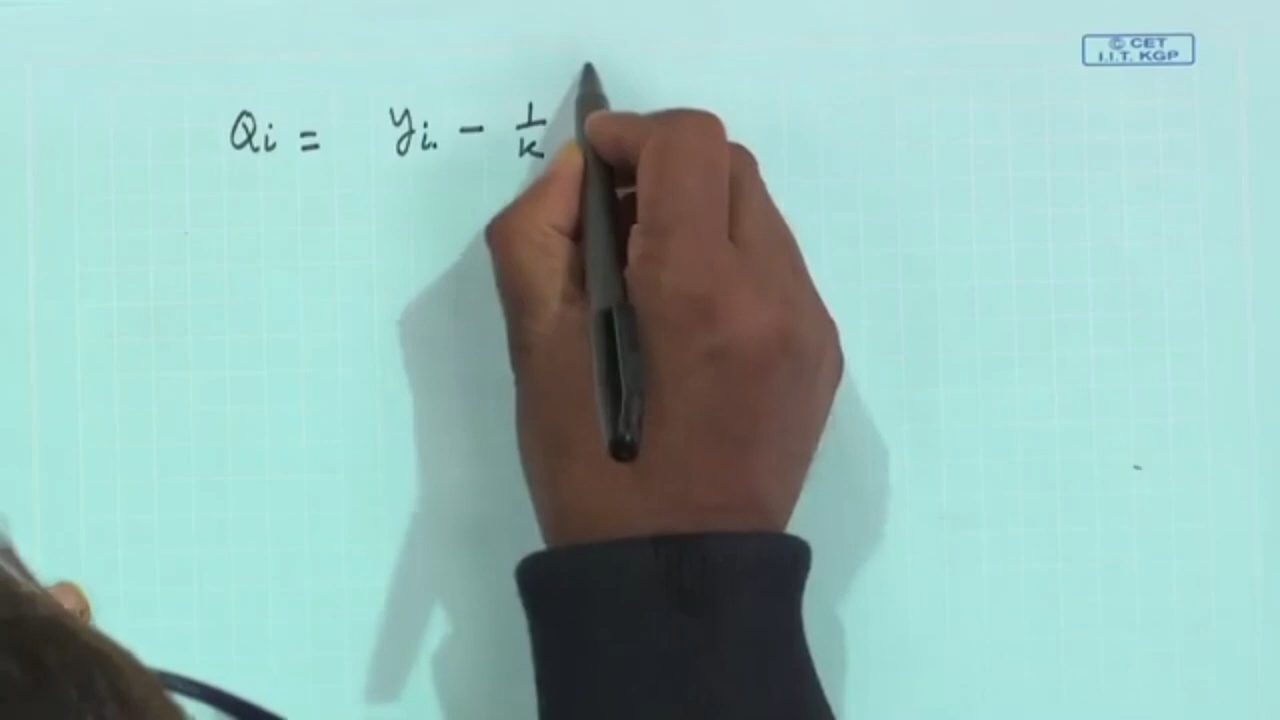 © CET
I.I.T. KGP
Qi = yi. - 1/k